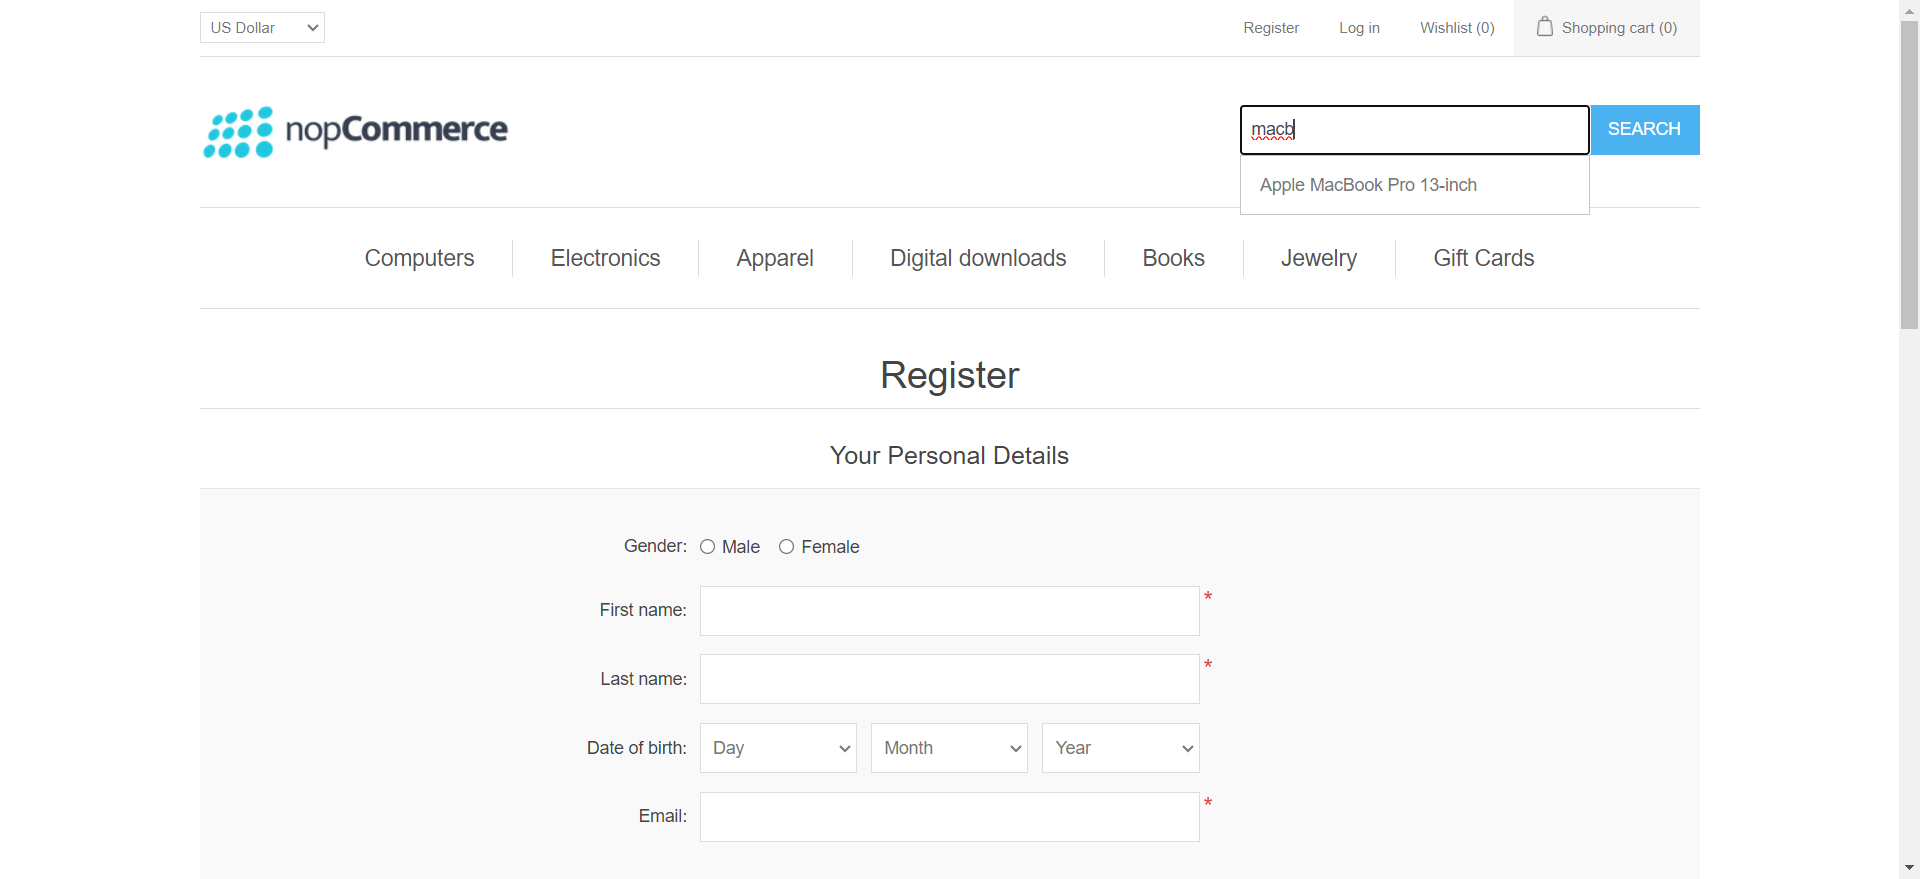 US Dollar
Register
Log in
Wishlist (0)
Shopping cart (0)
nopCommerce
macb
SEARCH
Apple MacBook Pro 13-inch
Computers
Electronics
Apparel
Digital downloads
Books
Jewelry
Gift Cards
Register
Your Personal Details
Gender: Male Female
First name: *
Last name: *
Date of birth: Day Month Year
Email: *